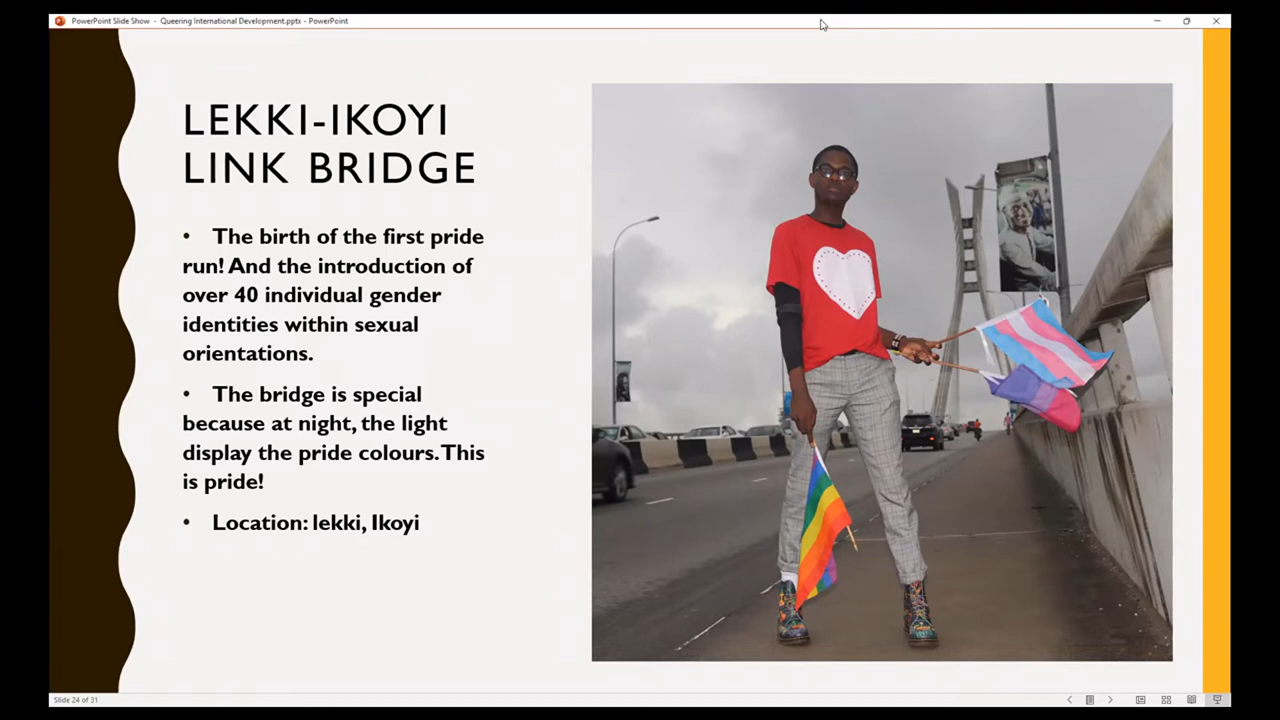 PowerPoint Slide Show - Queering International Development.pptx - PowerPoint
LEKKI-IKOYI
LINK BRIDGE
• The birth of the first pride
run! And the introduction of
over 40 individual gender
identities within sexual
orientations.
• The bridge is special
because at night, the light
display the pride colours. This
is pride!
• Location: lekki, Ikoyi
Slide 24 of 31